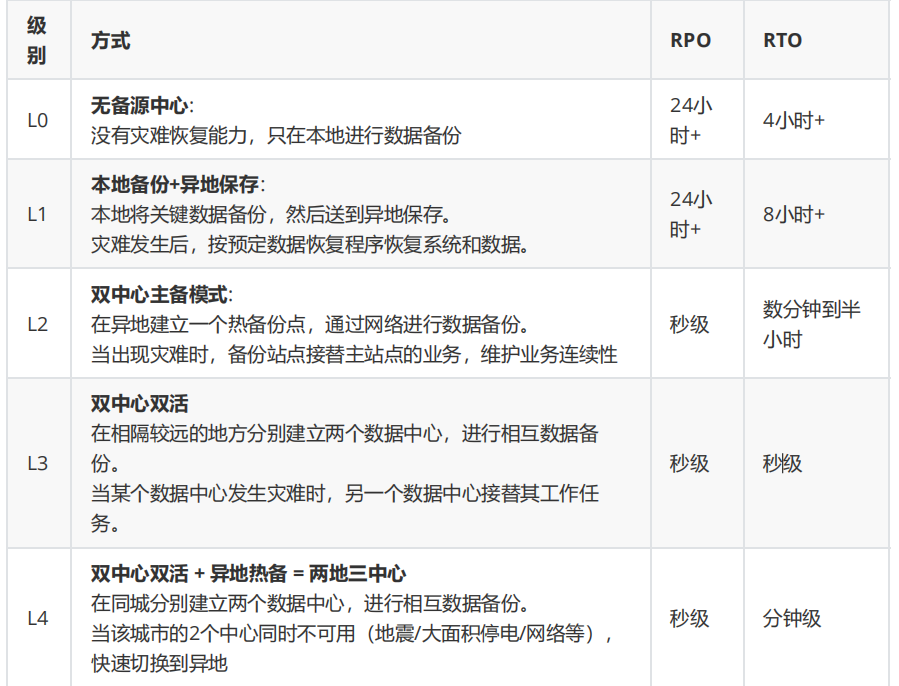 级
别
方式
RPO
RTO
L0
无备源中心:
没有灾难恢复能力，只在本地进行数据备份
24小
时+
4小时+
L1
本地备份+异地保存:
本地将关键数据备份，然后送到异地保存。
灾难发生后，按预定数据恢复程序恢复系统和数据。
24小
时+
8小时+
L2
双中心主备模式:
在异地建立一个热备份点，通过网络进行数据备份。
当出现灾难时，备份站点接替主站点的业务，维护业务连续性
秒级
数分钟到半
小时
L3
双中心双活
在相隔较远的地方分别建立两个数据中心，进行相互数据备
份。
当某个数据中心发生灾难时，另一个数据中心接替其工作任
务。
秒级
秒级
L4
双中心双活 + 异地热备 = 两地三中心
在同城分别建立两个数据中心，进行相互数据备份。
当该城市的2个中心同时不可用（地震/大面积停电/网络等），
快速切换到异地
秒级
分钟级